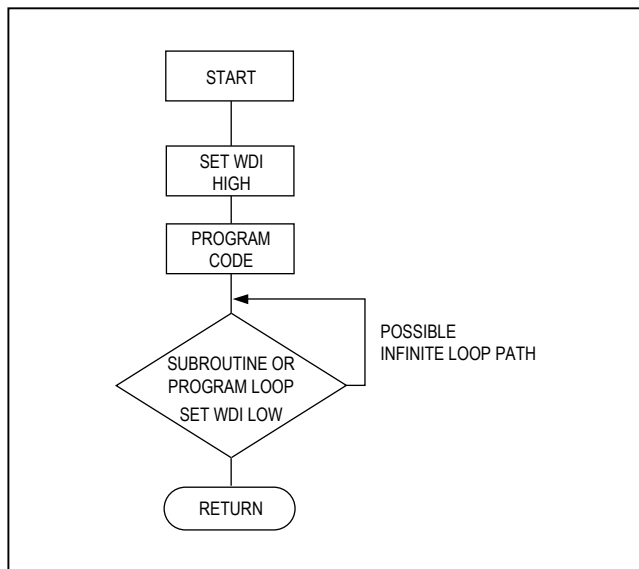 START
SET WDI
HIGH
PROGRAM
CODE
POSSIBLE
INFINITE LOOP PATH
SUBROUTINE OR
PROGRAM LOOP
SET WDI LOW
RETURN